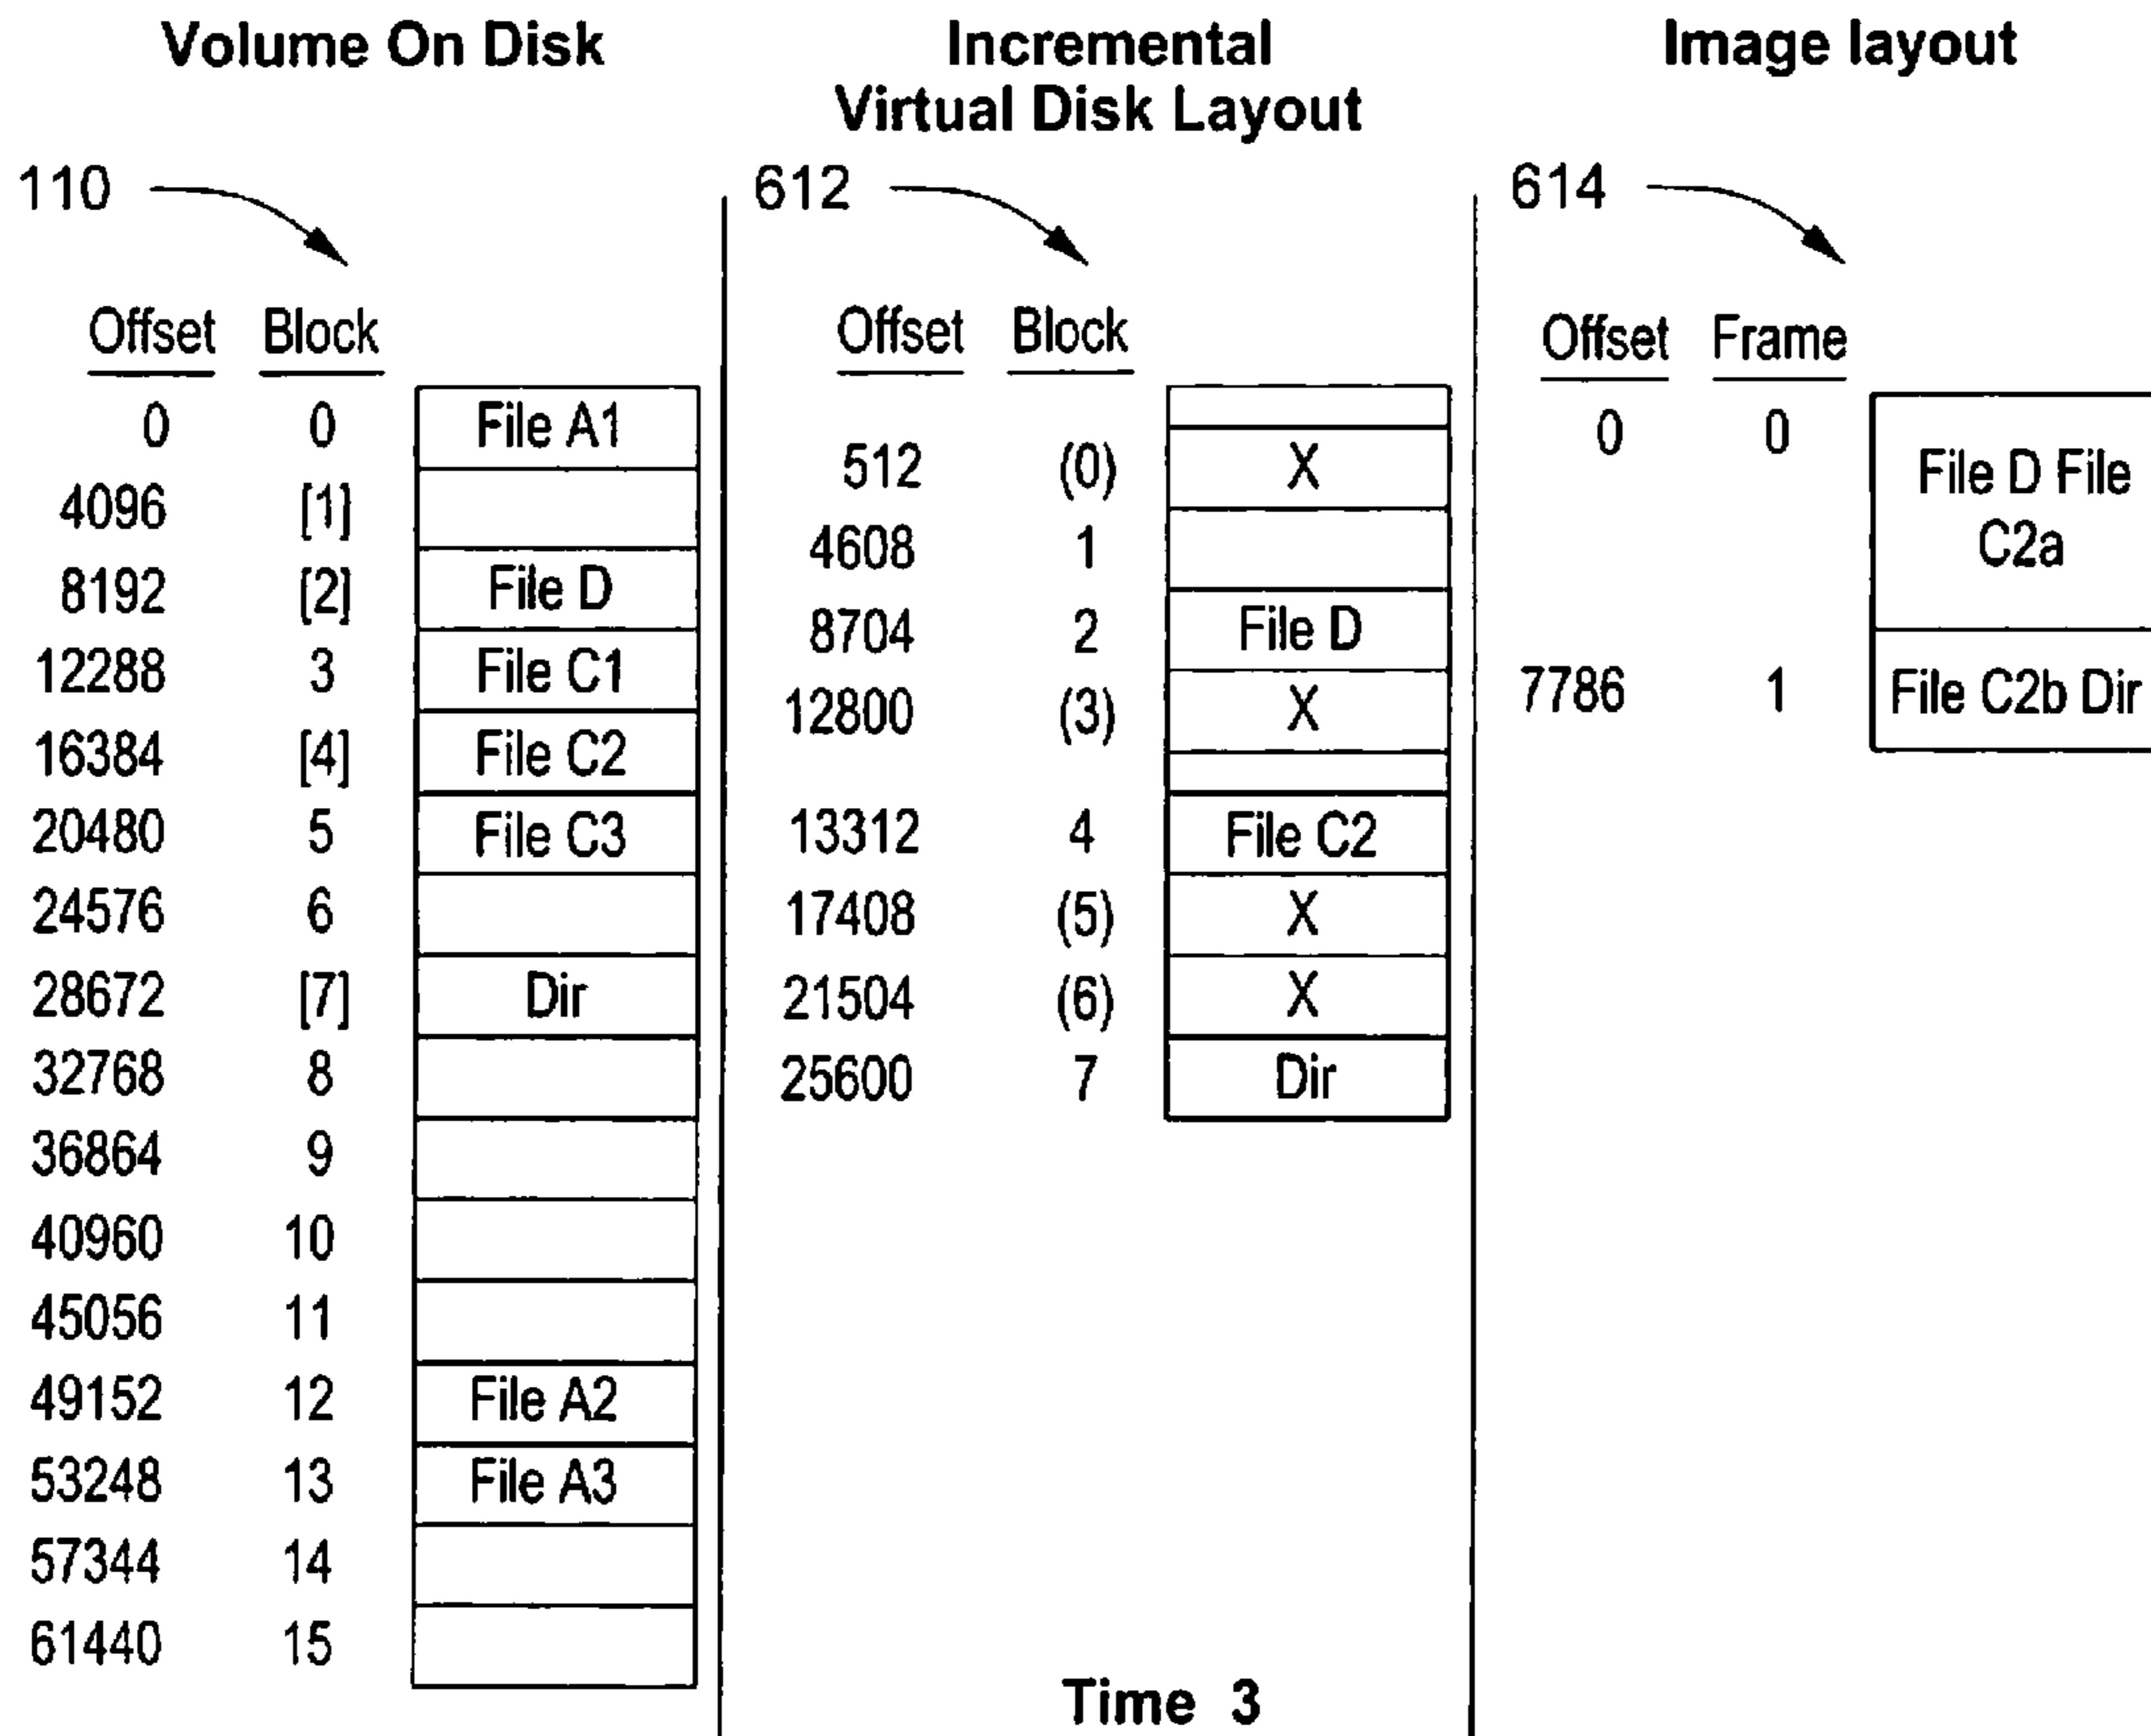 Volume On Disk
110
Offset Block
0 0 File A1
4096 [1]
8192 [2] File D
12288 3 File C1
16384 [4] File C2
20480 5 File C3
24576 6
28672 [7] Dir
32768 8
36864 9
40960 10
45056 11
49152 12 File A2
53248 13 File A3
57344 14
61440 15
Incremental
Virtual Disk Layout
612
Offset Block
512 (0) X
4608 1
8704 2 File D
12800 (3) X
13312 4 File C2
17408 (5) X
21504 (6) X
25600 7 Dir
Time 3
Image layout
614
Offset Frame
0 0
File D File
C2a
7786 1 File C2b Dir